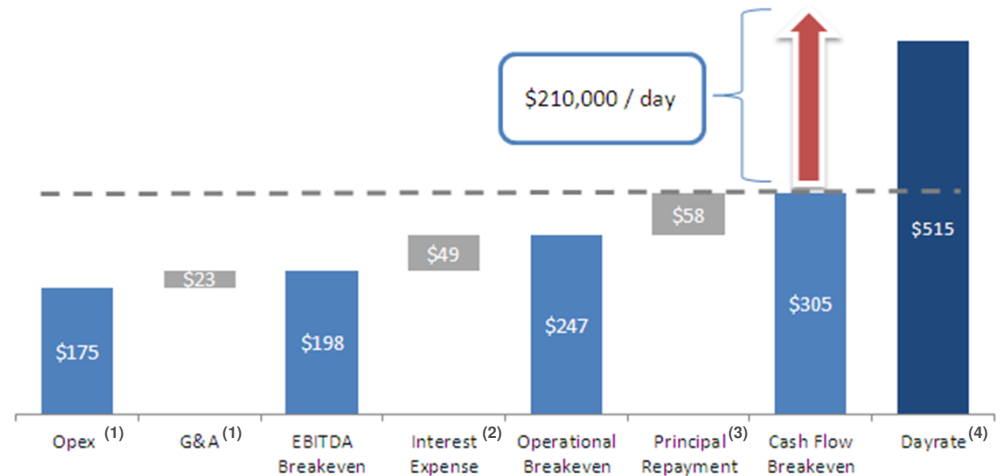 $210,000 / day
$58
$515
$49
$305
$23
$247
$198
$175
Opex (1)
G&A (1)
EBITDA
Breakeven
Interest (2)
Expense
Operational
Breakeven
Principal (3)
Repayment
Cash Flow
Breakeven
Dayrate (4)